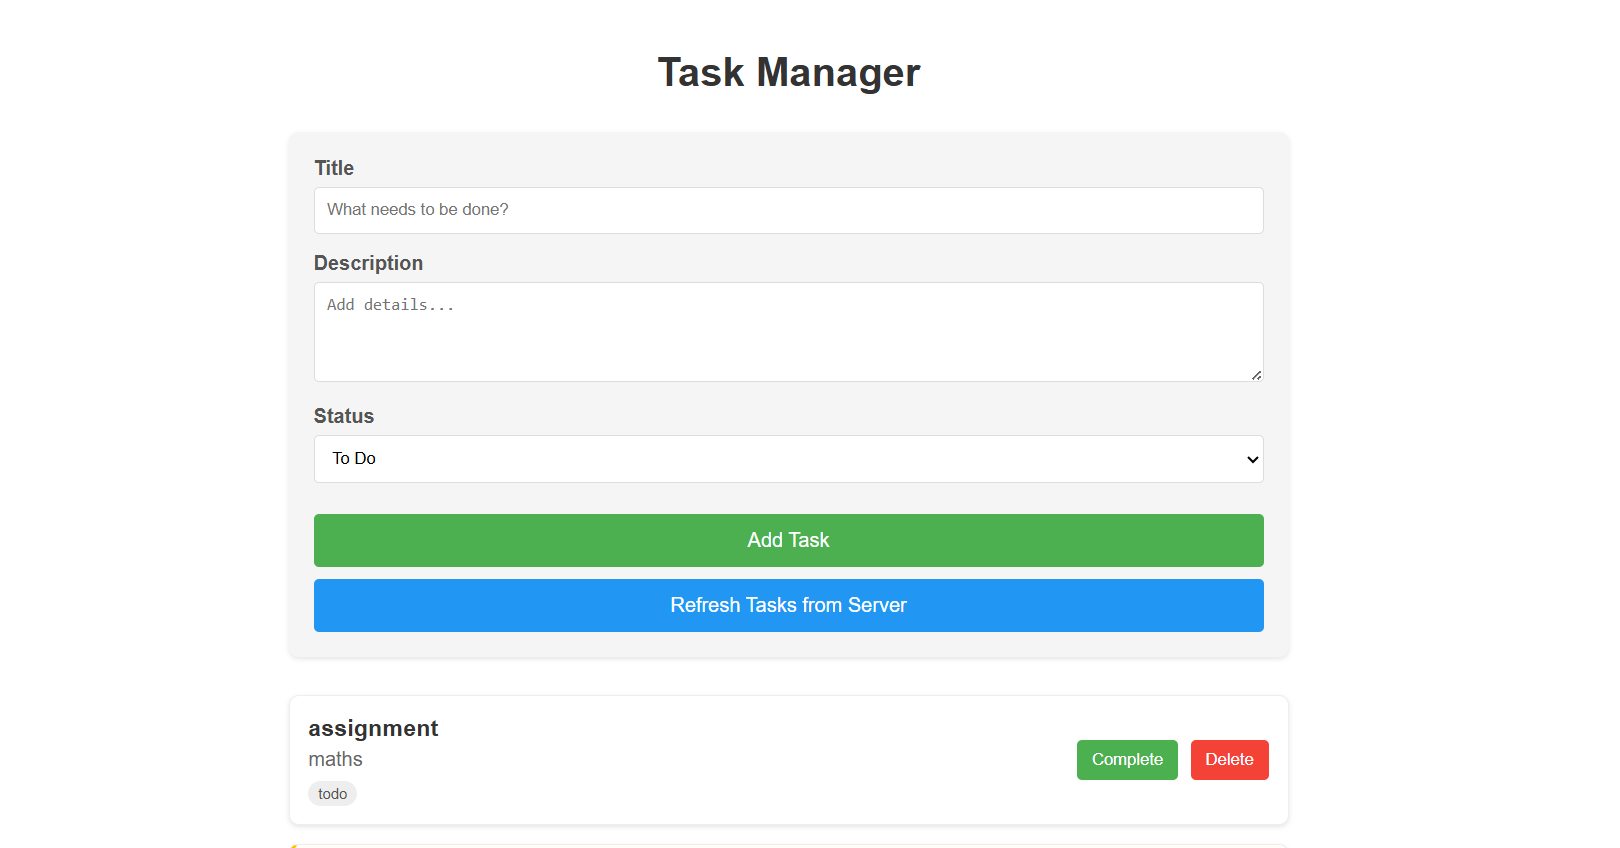 Task Manager
Title
What needs to be done?
Description
Add details...
Status
To Do
Add Task
Refresh Tasks from Server
assignment
maths
todo
Complete
Delete